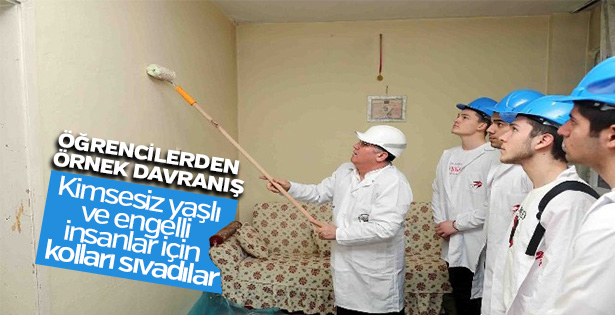 ÖĞRENCİLERDEN
ÖRNEK DAVRANIŞ
Kimsesiz yaşlı
ve engelli
insanlar için
kolları sıvadılar